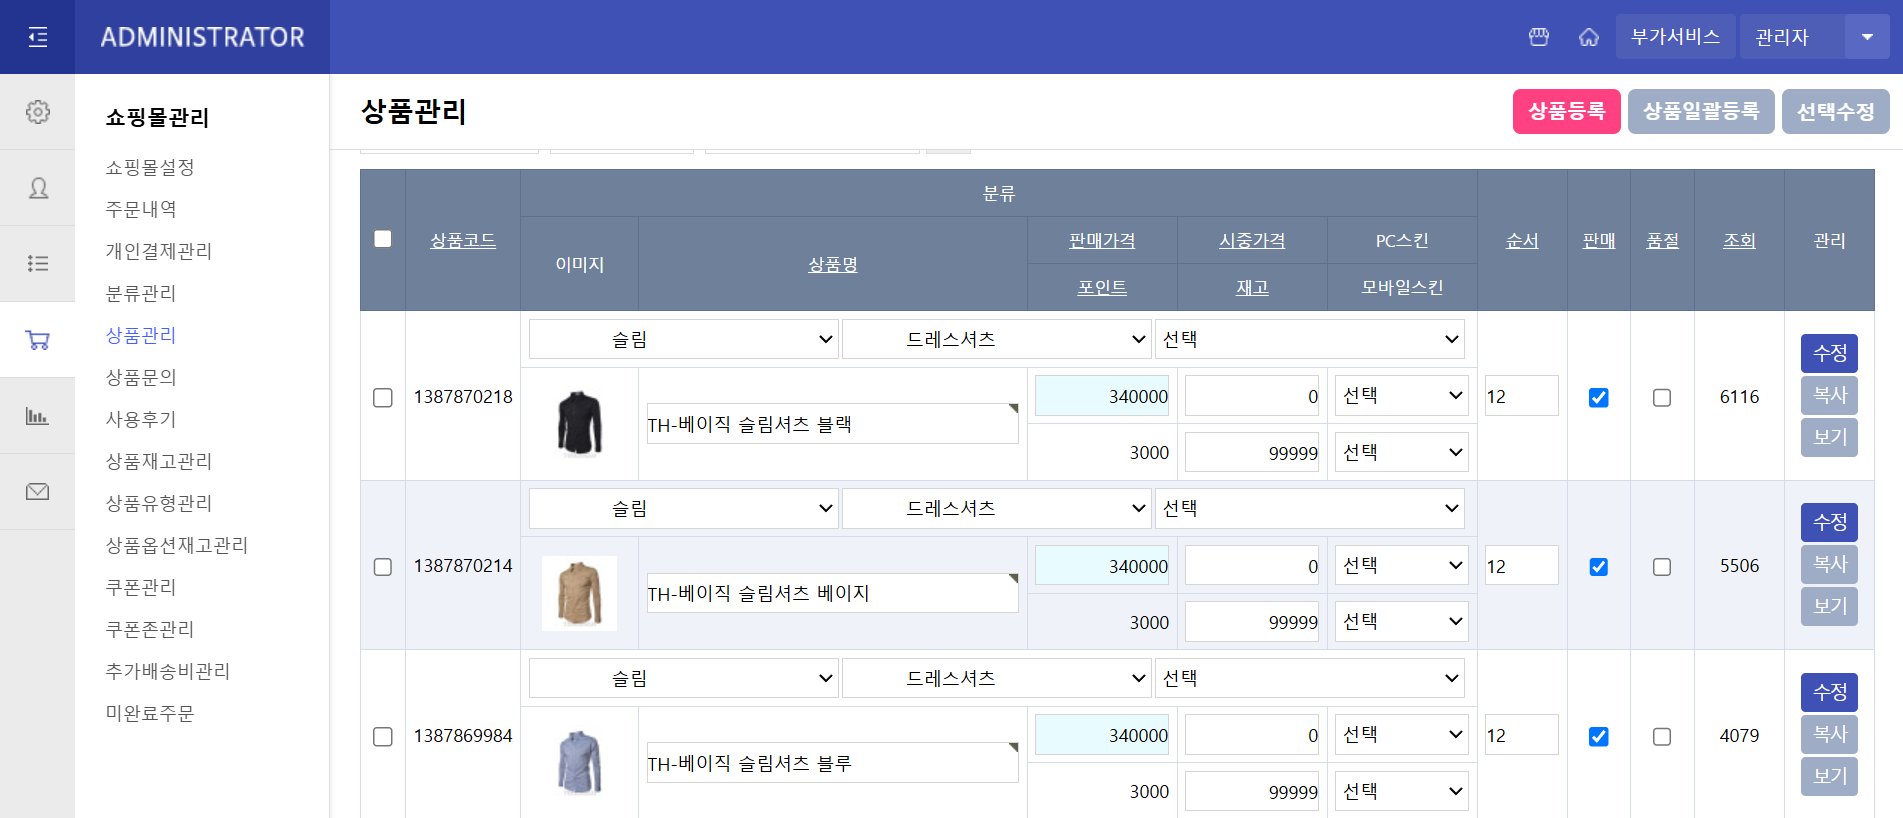 ADMINISTRATOR
부가서비스
관리자
쇼핑몰관리
쇼핑몰설정
주문내역
개인결제관리
분류관리
상품관리
상품문의
사용후기
상품재고관리
상품유형관리
상품옵션재고관리
쿠폰관리
쿠폰존관리
추가배송비관리
미완료주문
상품관리
상품등록
상품일괄등록
선택수정
상품코드
분류
이미지
상품명
판매가격
시중가격
PC스킨
포인트
재고
모바일스킨
순서
판매
품절
조회
관리
1387870218
슬림
드레스셔츠
선택
TH-베이직 슬림셔츠 블랙
340000
0
선택
3000
99999
선택
12
6116
수정
복사
보기
1387870214
슬림
드레스셔츠
선택
TH-베이직 슬림셔츠 베이지
340000
0
선택
3000
99999
선택
12
5506
수정
복사
보기
1387869984
슬림
드레스셔츠
선택
TH-베이직 슬림셔츠 블루
340000
0
선택
3000
99999
선택
12
4079
수정
복사
보기